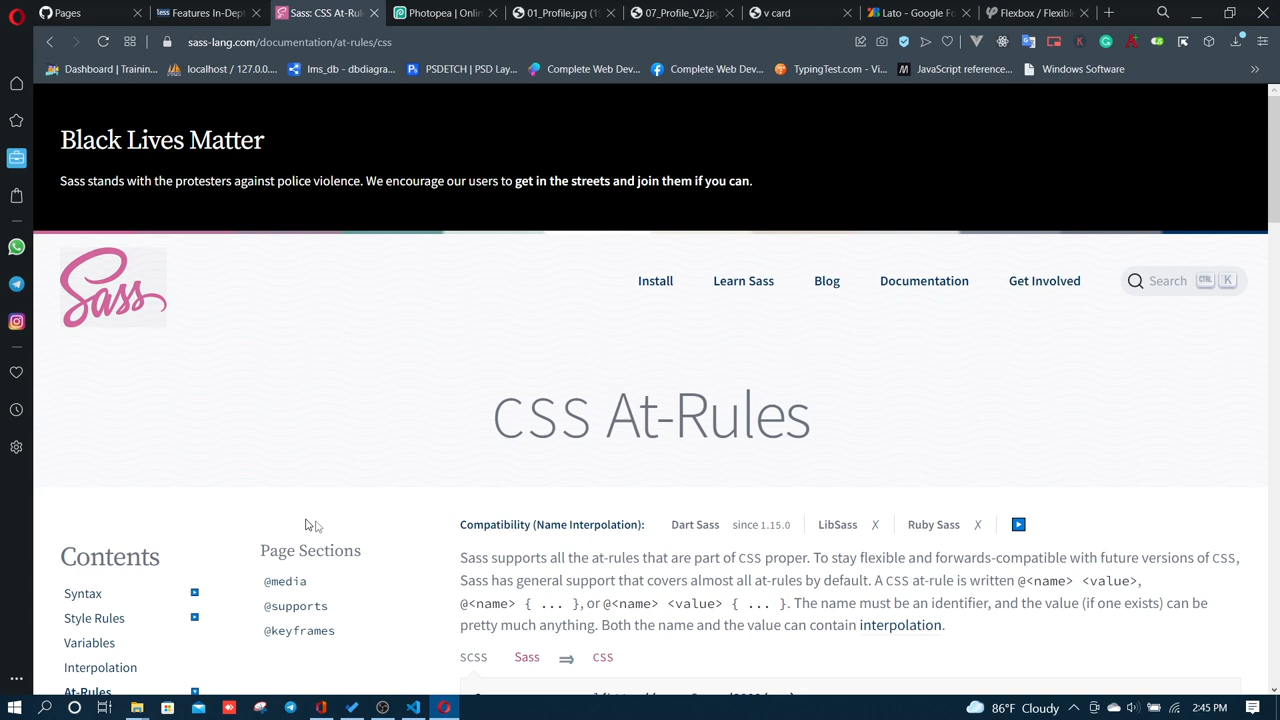 Pages
Features In-Dept
Sass: CSS At-Rul
Photopea | Onlin
01_Profile.jpg (1
07_Profile_V2.jp
v card
Lato - Google Fo
Flexbox / Flexible
sass-lang.com/documentation/at-rules/css
Dashboard | Trainin...
localhost / 127.0.0....
lms_db - dbdiagra...
PSDETCH | PSD Lay...
Complete Web Dev...
Complete Web Dev...
TypingTest.com - Vi...
JavaScript reference...
Windows Software
Black Lives Matter
Sass stands with the protesters against police violence. We encourage our users to get in the streets and join them if you can.
Sass
Install
Learn Sass
Blog
Documentation
Get Involved
Search CTRL K
CSS At-Rules
Compatibility (Name Interpolation): Dart Sass since 1.15.0 LibSass ✗ Ruby Sass ✗
Contents
Syntax
Style Rules
Variables
Interpolation
At-Rules
Page Sections
@media
@supports
@keyframes
Sass supports all the at-rules that are part of CSS proper. To stay flexible and forwards-compatible with future versions of CSS,
Sass has general support that covers almost all at-rules by default. A CSS at-rule is written @<name> <value>,
@<name> { ... }, or @<name> <value> { ... }. The name must be an identifier, and the value (if one exists) can be
pretty much anything. Both the name and the value can contain interpolation.
SCSS Sass ⇒ CSS
86°F Cloudy
2:45 PM